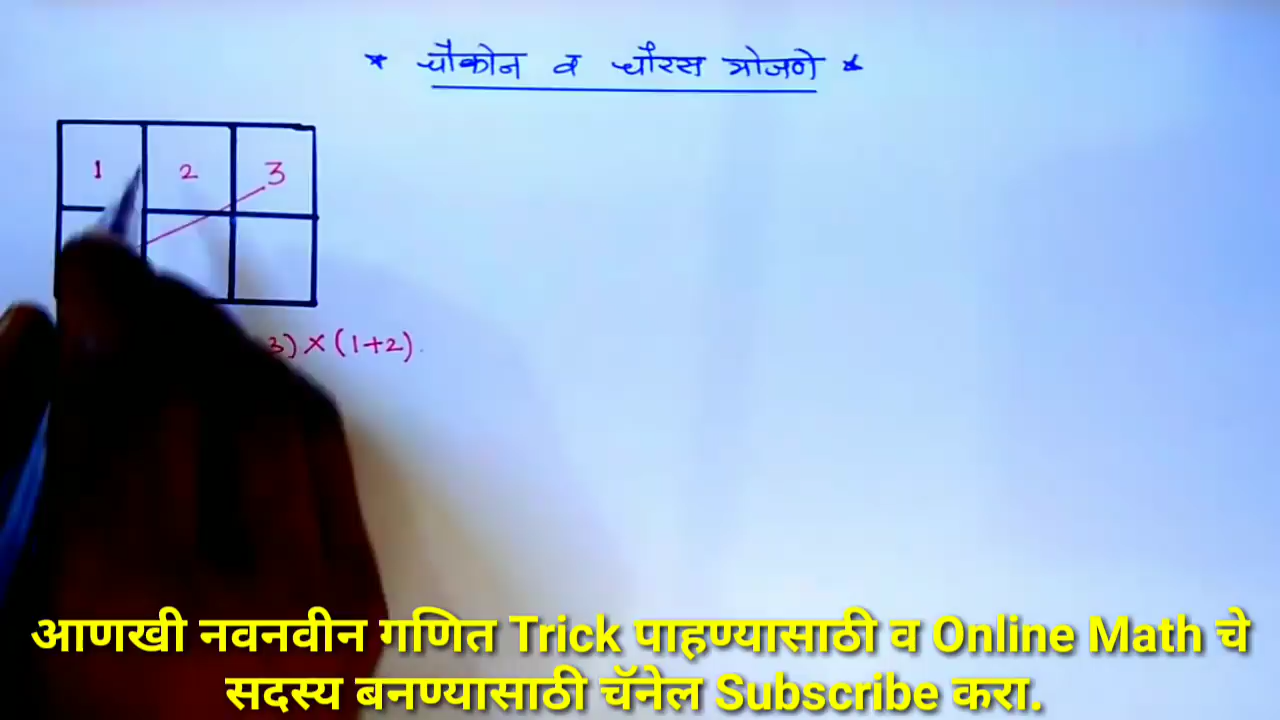 * चौकोन व चौरस मोजणे *
1 2 3
3) × (1+2).
आणखी नवनवीन गणित Trick पाहण्यासाठी व Online Math चे
सदस्य बनण्यासाठी चॅनेल Subscribe करा.